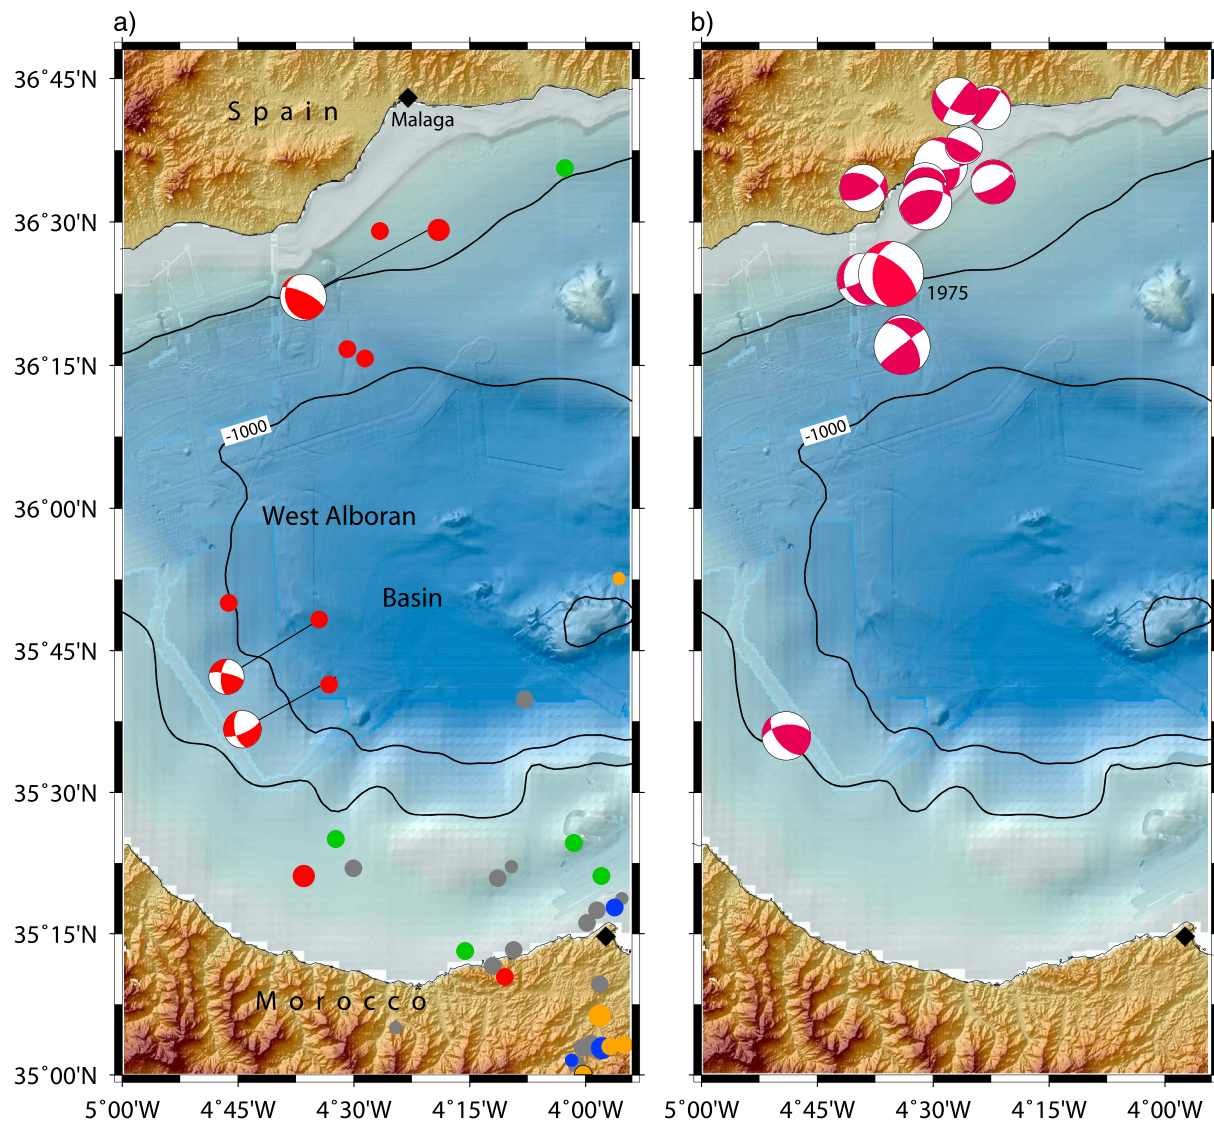 a)
b)
36°45'N
36°30'N
36°15'N
36°00'N
35°45'N
35°30'N
35°15'N
35°00'N
S p a i n
Malaga
-1000
West Alboran
Basin
M o r o c c o
1975
-1000
5°00'W
4°45'W
4°30'W
4°15'W
4°00'W
5°00'W
4°45'W
4°30'W
4°15'W
4°00'W